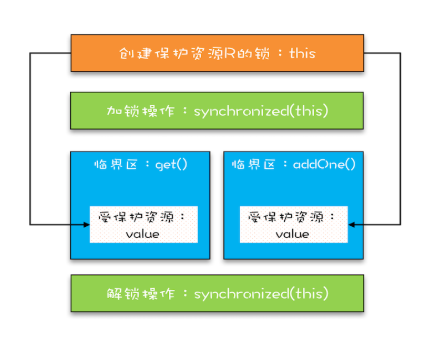 创建保护资源R的锁：this
加锁操作：synchronized(this)
临界区：get()
临界区：addOne()
受保护资源：
value
受保护资源：
value
解锁操作：synchronized(this)